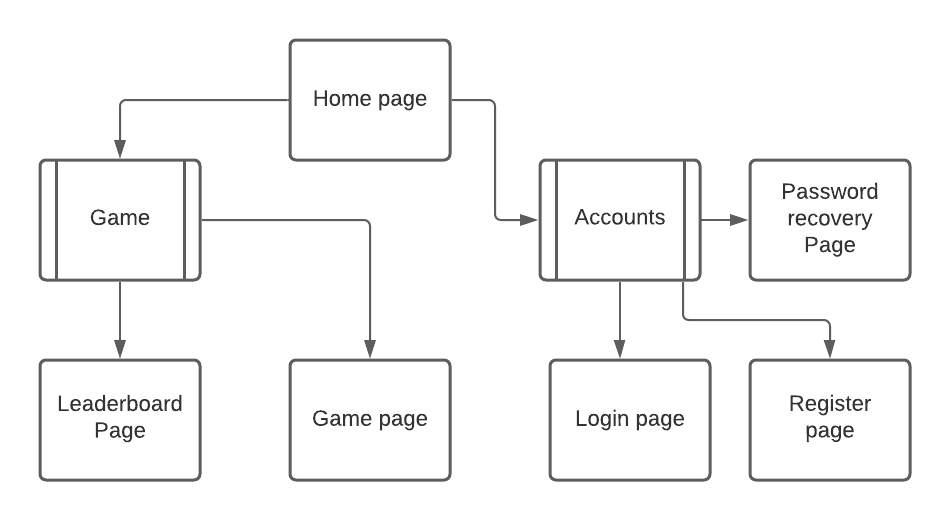 Home page
Game
Accounts
Password
recovery
Page
Leaderboard
Page
Game page
Login page
Register
page